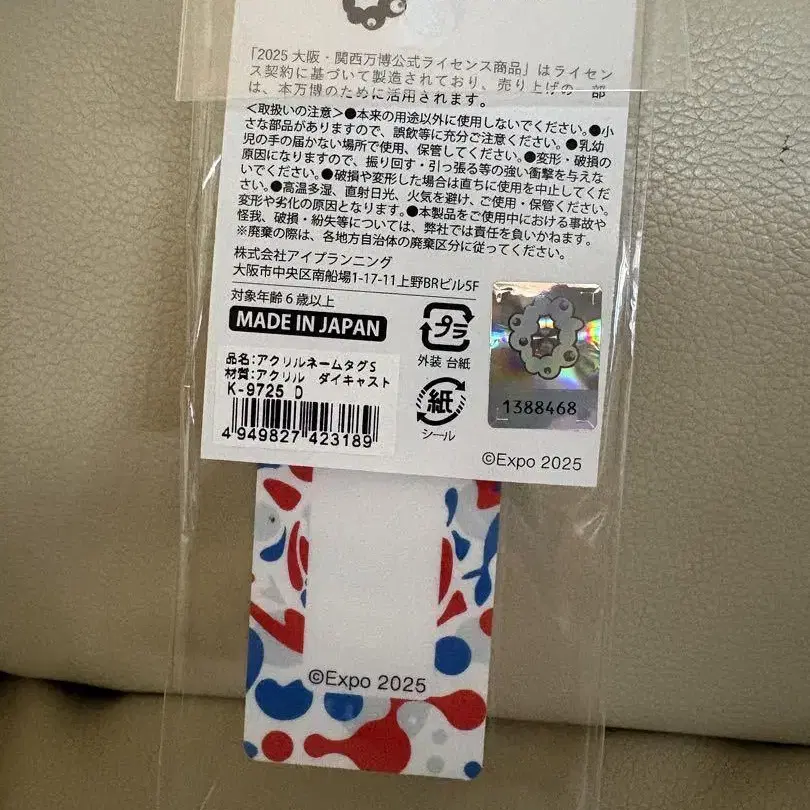 「2025 大阪・関西万博公式ライセンス商品」はライセン
ス契約に基づいて製造されており、売り上げの一部
は、本万博のために活用されます。
＜取扱いの注意＞●本来の用途以外に使用しないでください。●小
さな部品がありますので、誤飲等に充分ご注意ください。●乳幼
児の手の届かない場所で使用、保管してください。●変形・破損の
原因になりますので、振り回す・引っ張る等の強い衝撃を与えな
いでください。●破損や変形した場合は直ちに使用を中止してくだ
さい。●高温多湿、直射日光、火気を避け、ご使用・保管ください。
変形や劣化の原因となります。●本製品をご使用中における事故や
怪我、破損・紛失等については、弊社では責任を負いかねます。
※廃棄の際は、各地方自治体の廃棄区分に従ってください。
株式会社アイプランニング
大阪市中央区南船場1-17-11上野BRビル5F
対象年齢6歳以上
MADE IN JAPAN
プラ
外装 台紙
品名:アクリルネームタグS
材質:アクリル ダイキャスト
K-9725 D
4 949827 423189
紙
シール
1388468
©Expo 2025
©Expo 2025